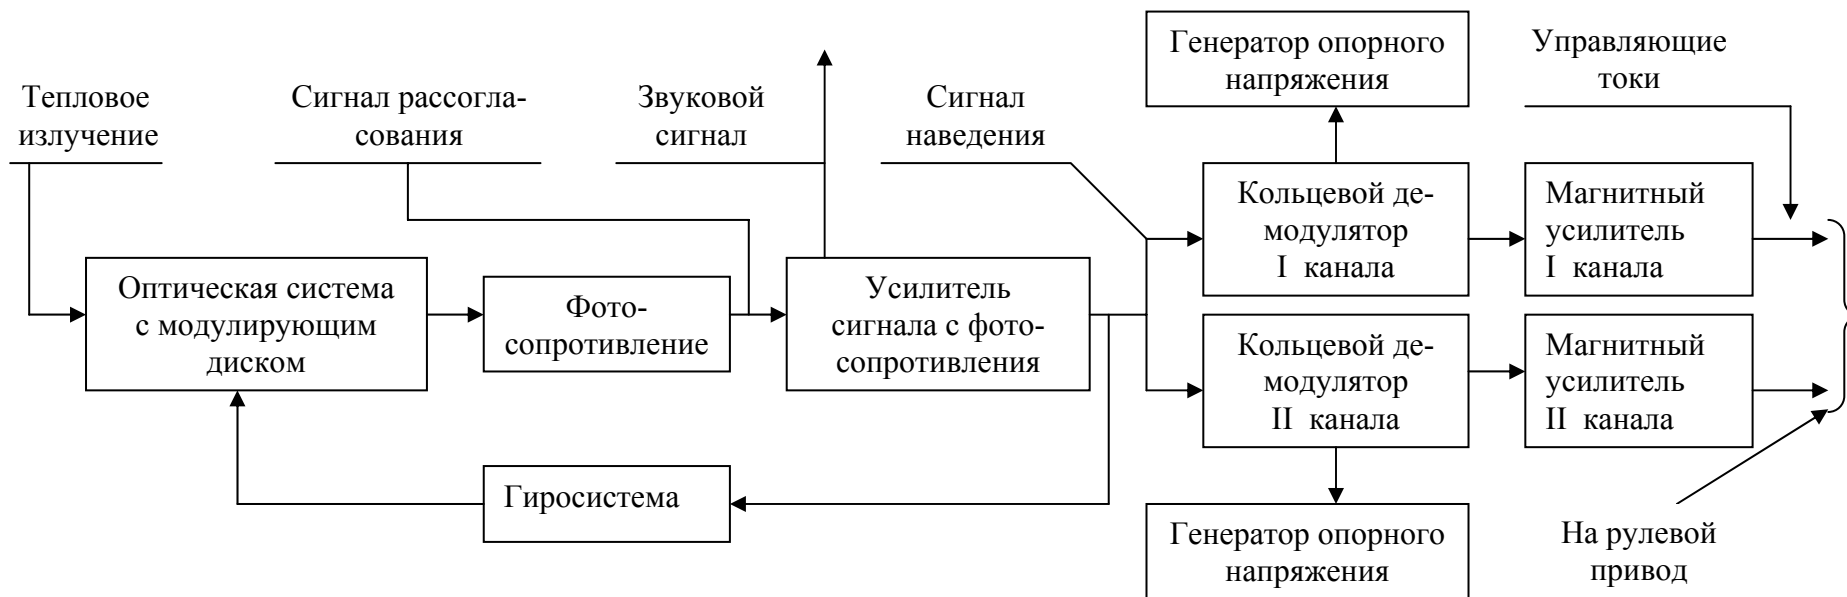 Тепловое
излучение
Сигнал рассогла-
сования
Звуковой
сигнал
Сигнал
наведения
Генератор опорного
напряжения
Управляющие
токи
Оптическая система
с модулирующим
диском
Фото-
сопротивление
Усилитель
сигнала с фото-
сопротивления
Кольцевой де-
модулятор
I канала
Магнитный
усилитель
I канала
Кольцевой де-
модулятор
II канала
Магнитный
усилитель
II канала
Гиросистема
Генератор опорного
напряжения
На рулевой
привод